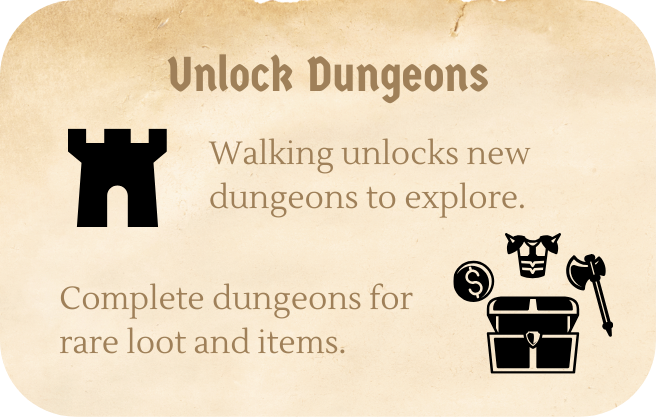 Unlock Dungeons
Walking unlocks new
dungeons to explore.
$
Complete dungeons for
rare loot and items.